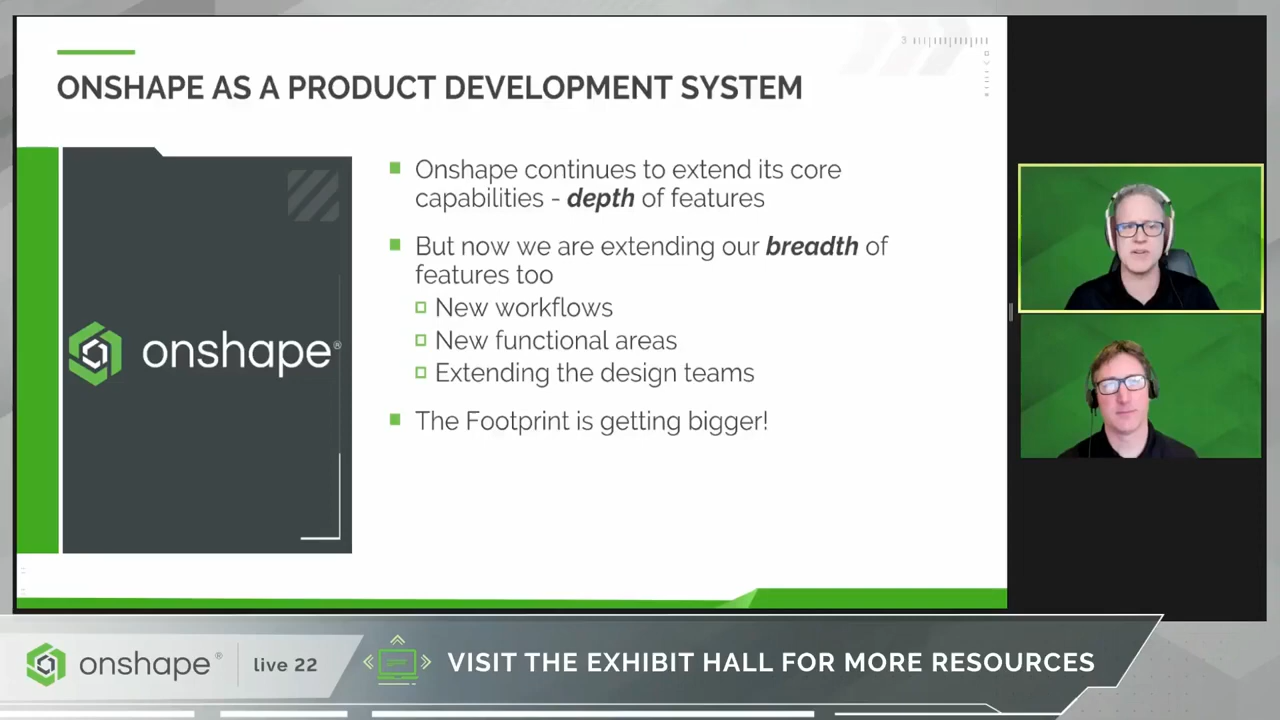 3
ONSHAPE AS A PRODUCT DEVELOPMENT SYSTEM
Onshape continues to extend its core
capabilities - depth of features
But now we are extending our breadth of
features too
New workflows
New functional areas
Extending the design teams
The Footprint is getting bigger!
onshape®
onshape® live 22
VISIT THE EXHIBIT HALL FOR MORE RESOURCES